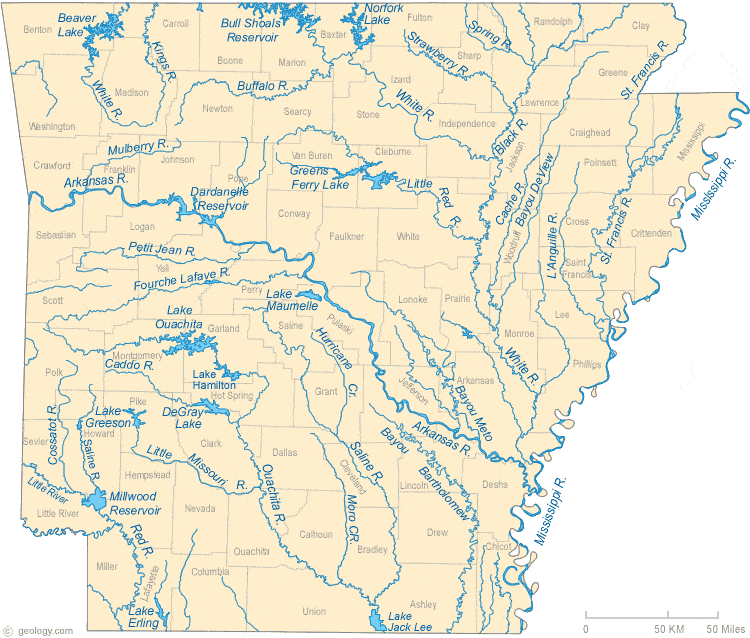 Benton
Beaver
Lake
Carroll
Bull Shoals
Reservoir
Norfork
Lake
Baxter
Fulton
Randolph
Clay
Spring R.
Strawberry R.
Sharp
Kings R.
Boone
Marion
Izard
Greene
St. Francis R.
Madison
White R.
Buffalo R.
White R.
Lawrence
Newton
Searcy
Stone
Independence
Black R.
Craighead
Mississippi
Washington
Mulberry R.
Johnson
Van Buren
Cleburne
Jackson
Poinsett
Crawford
Franklin
Pope
Greens
Ferry Lake
Little
Red
R.
Arkansas R.
Dardanelle
Reservoir
Cache R.
Bayou DeView
Mississippi R.
Conway
Faulkner
White
Woodruff
L'Anguille R.
Cross
St. Francis R.
Crittenden
Sebastian
Logan
Petit Jean R.
Yell
Saint
Francis
Fourche Lafave R.
Perry
Scott
Lake
Maumelle
Lonoke
Prairie
Lee
Lake
Ouachita
Garland
Saline
Pulaski
Monroe
Montgomery
Caddo R.
Hurricane
Cr.
White R.
Phillips
Polk
Lake
Hamilton
Hot Spring
Grant
Jefferson
Arkansas
Bayou Meto
Pike
Lake
Greeson
DeGray
Lake
Arkansas R.
Cossatot R.
Sevier
Howard
Saline R.
Clark
Dallas
Saline R.
Bayou
Bartholomew
Little
Missouri
R.
Cleveland
Lincoln
Desha
Little River
Hempstead
Ouachita R.
Moro CR.
Mississippi R.
Millwood
Reservoir
Little River
Nevada
Calhoun
Drew
Red R.
Ouachita
Bradley
Chicot
Miller
Lafayette
Columbia
Lake
Erling
Union
Ashley
Lake
Jack Lee
© geology.com
0
50 KM
50 Miles